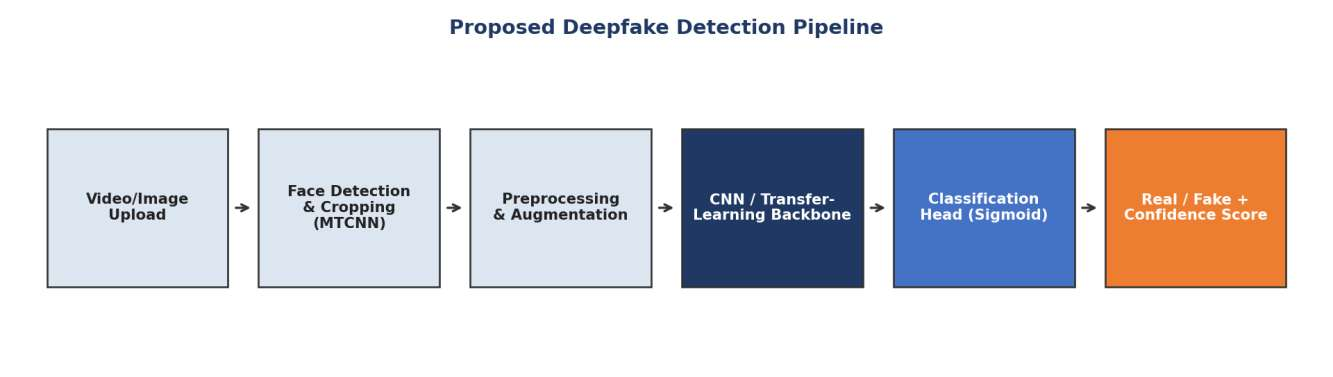 Proposed Deepfake Detection Pipeline
Video/Image
Upload
Face Detection
& Cropping
(MTCNN)
Preprocessing
& Augmentation
CNN / Transfer-
Learning Backbone
Classification
Head (Sigmoid)
Real / Fake +
Confidence Score